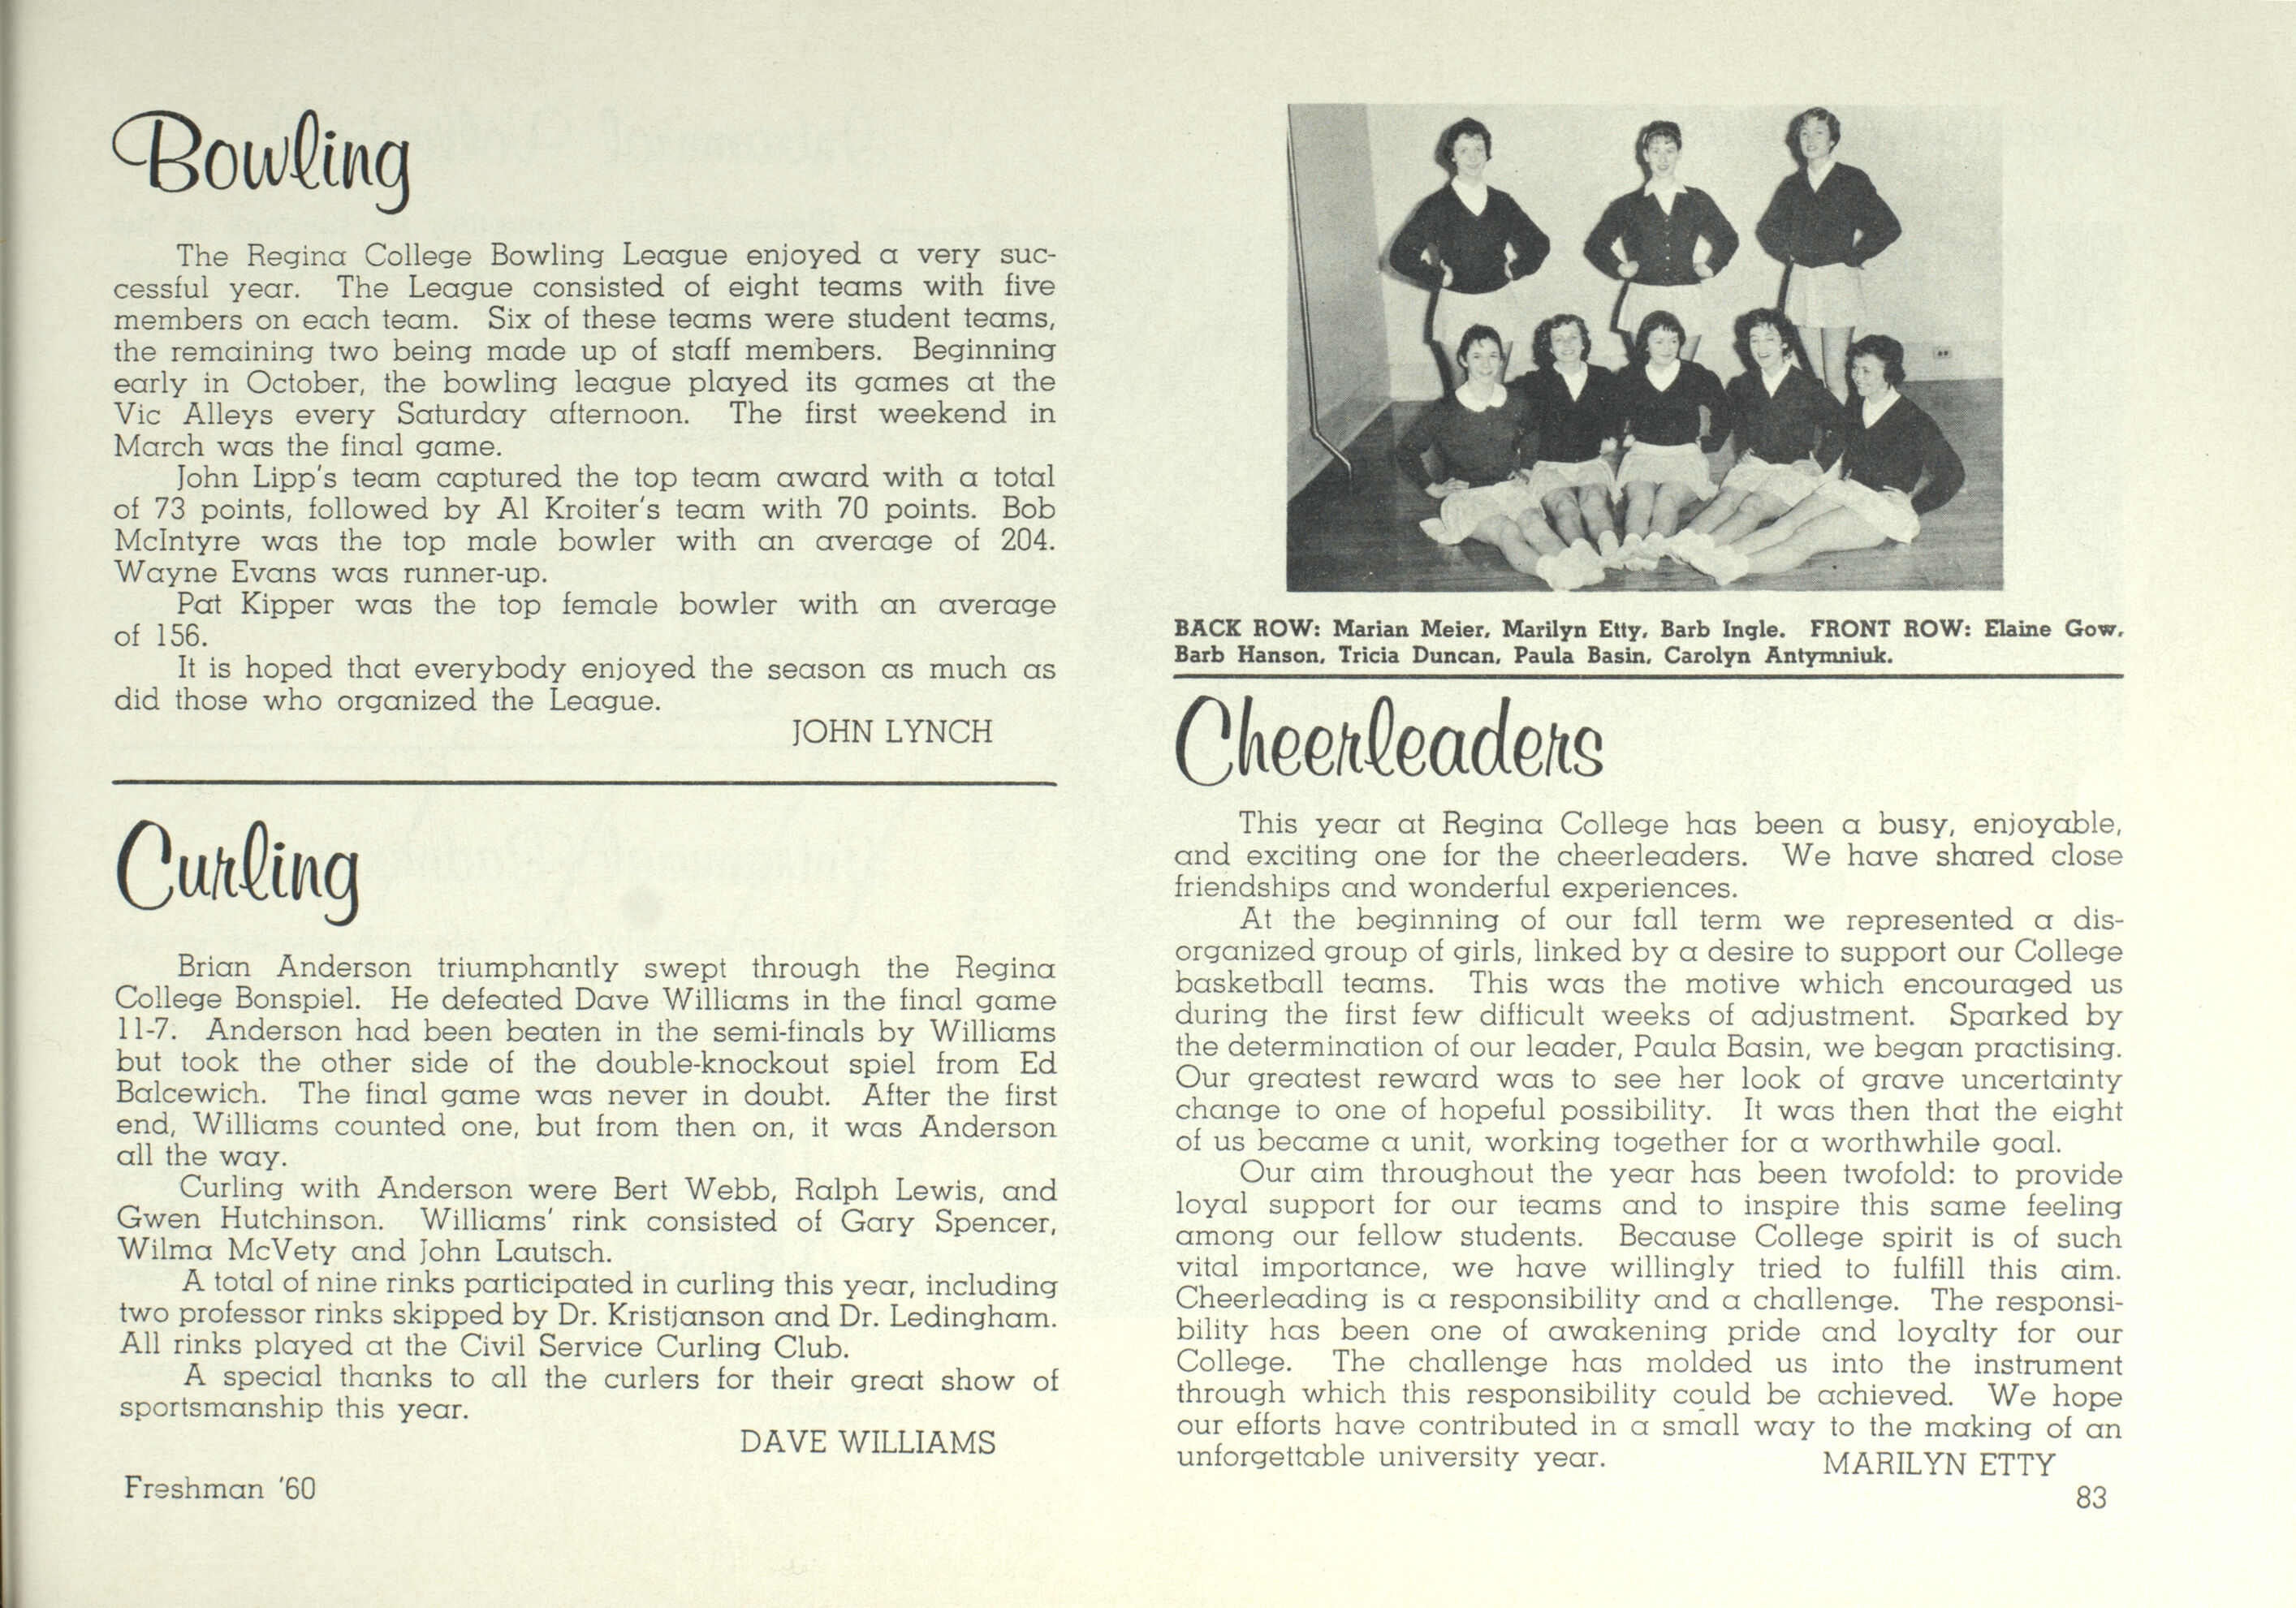 Bowling
The Regina College Bowling League enjoyed a very suc-
cessful year. The League consisted of eight teams with five
members on each team. Six of these teams were student teams,
the remaining two being made up of staff members. Beginning
early in October, the bowling league played its games at the
Vic Alleys every Saturday afternoon. The first weekend in
March was the final game.
John Lipp's team captured the top team award with a total
of 73 points, followed by Al Kroiter's team with 70 points. Bob
McIntyre was the top male bowler with an average of 204.
Wayne Evans was runner-up.
Pat Kipper was the top female bowler with an average
of 156.
It is hoped that everybody enjoyed the season as much as
did those who organized the League.
JOHN LYNCH
Curling
Brian Anderson triumphantly swept through the Regina
College Bonspiel. He defeated Dave Williams in the final game
11-7. Anderson had been beaten in the semi-finals by Williams
but took the other side of the double-knockout spiel from Ed
Balcewich. The final game was never in doubt. After the first
end, Williams counted one, but from then on, it was Anderson
all the way.
Curling with Anderson were Bert Webb, Ralph Lewis, and
Gwen Hutchinson. Williams' rink consisted of Gary Spencer,
Wilma McVety and John Lautsch.
A total of nine rinks participated in curling this year, including
two professor rinks skipped by Dr. Kristjanson and Dr. Ledingham.
All rinks played at the Civil Service Curling Club.
A special thanks to all the curlers for their great show of
sportsmanship this year.
DAVE WILLIAMS
Freshman '60
BACK ROW: Marian Meier, Marilyn Etty, Barb Ingle. FRONT ROW: Elaine Gow,
Barb Hanson, Tricia Duncan, Paula Basin, Carolyn Antymniuk.
Cheerleaders
This year at Regina College has been a busy, enjoyable,
and exciting one for the cheerleaders. We have shared close
friendships and wonderful experiences.
At the beginning of our fall term we represented a dis-
organized group of girls, linked by a desire to support our College
basketball teams. This was the motive which encouraged us
during the first few difficult weeks of adjustment. Sparked by
the determination of our leader, Paula Basin, we began practising.
Our greatest reward was to see her look of grave uncertainty
change to one of hopeful possibility. It was then that the eight
of us became a unit, working together for a worthwhile goal.
Our aim throughout the year has been twofold: to provide
loyal support for our teams and to inspire this same feeling
among our fellow students. Because College spirit is of such
vital importance, we have willingly tried to fulfill this aim.
Cheerleading is a responsibility and a challenge. The responsi-
bility has been one of awakening pride and loyalty for our
College. The challenge has molded us into the instrument
through which this responsibility could be achieved. We hope
our efforts have contributed in a small way to the making of an
unforgettable university year. MARILYN ETTY
83